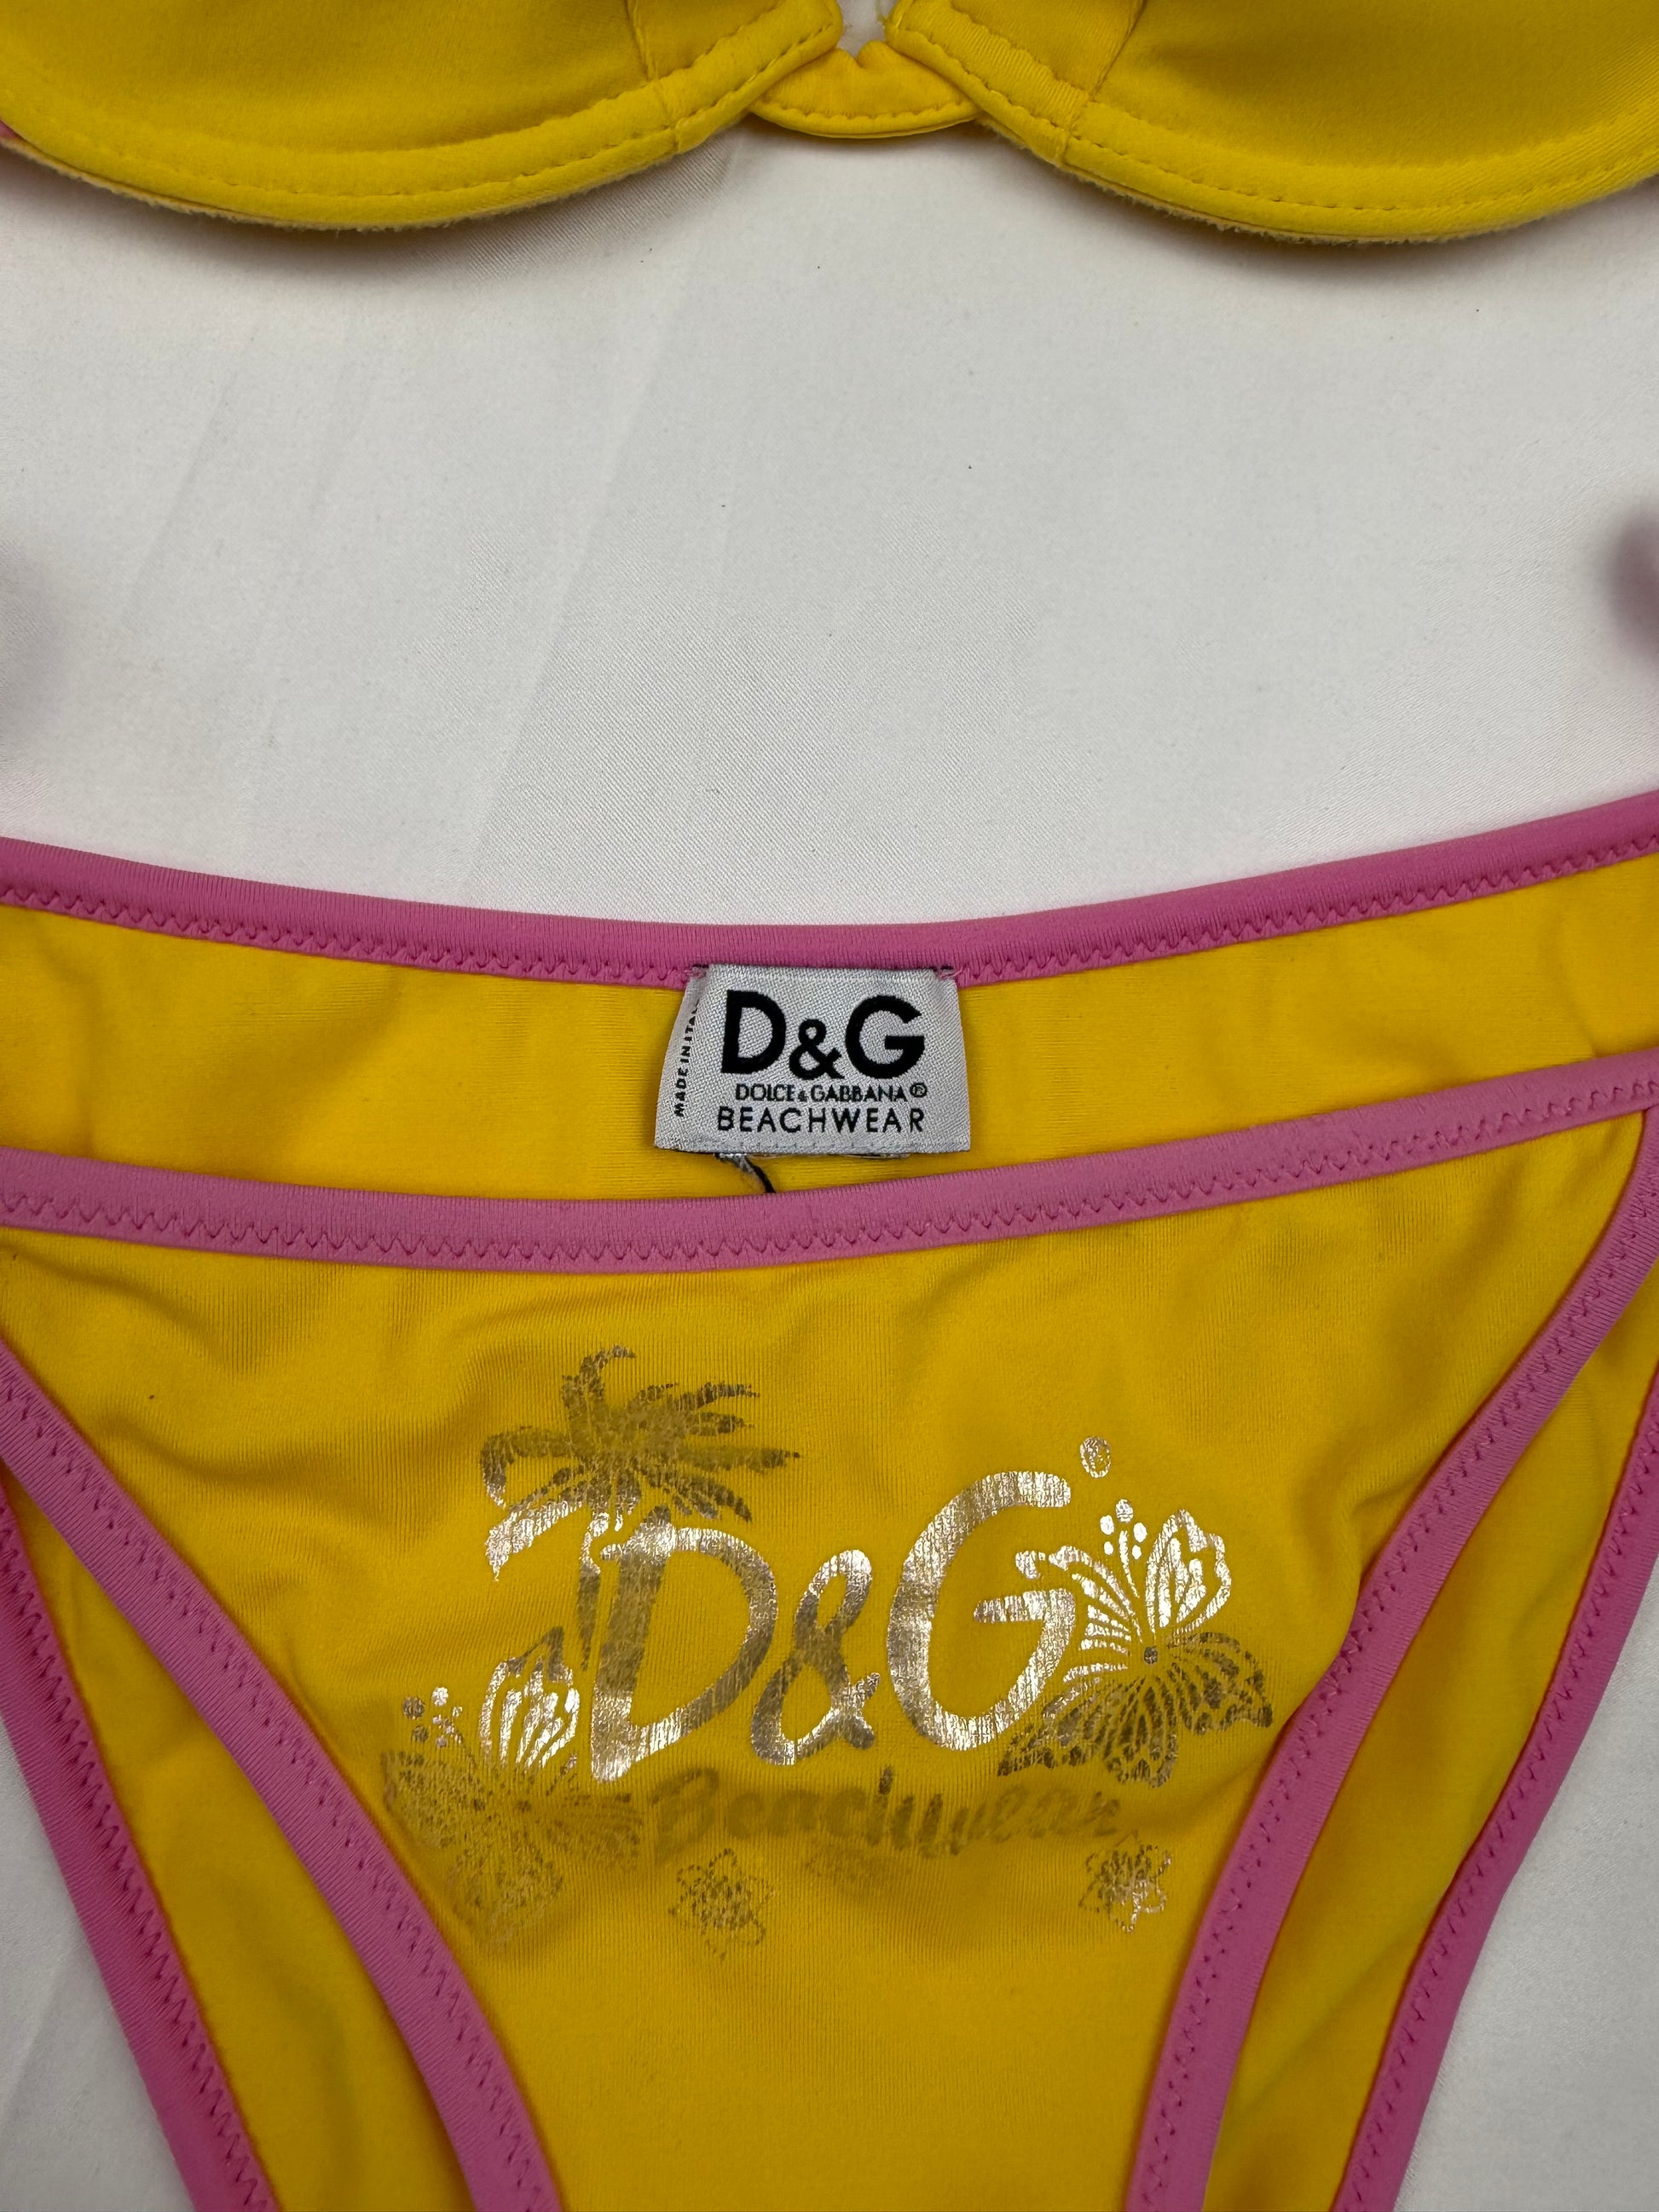 MADE IN ITALY
D&G
DOLCE & GABBANA®
BEACHWEAR
D&G
Beachwear